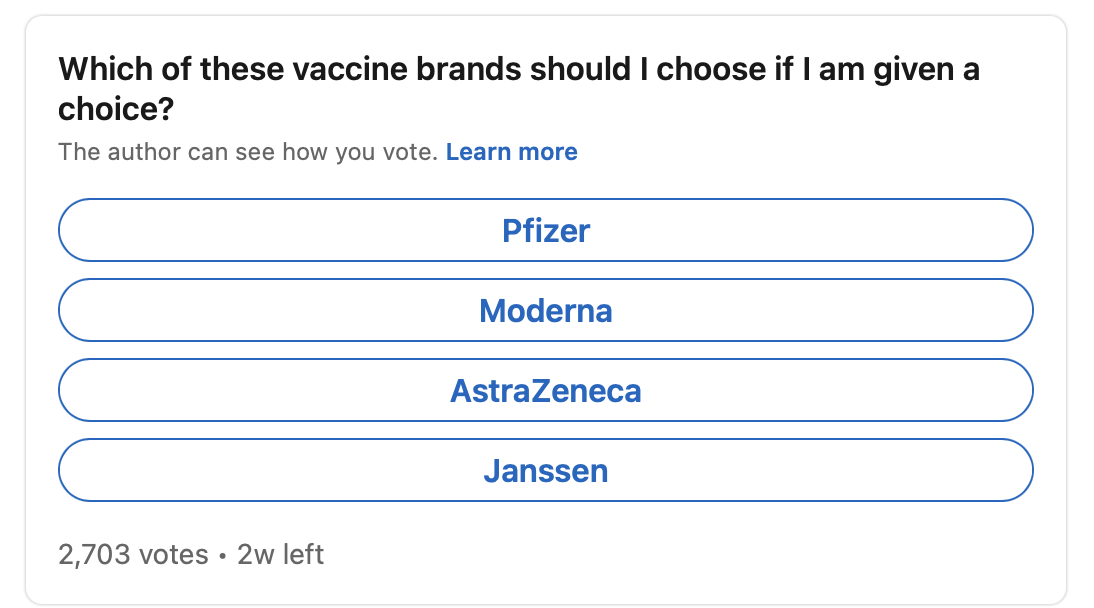 Which of these vaccine brands should I choose if I am given a
choice?
The author can see how you vote. Learn more
Pfizer
Moderna
AstraZeneca
Janssen
2,703 votes • 2w left